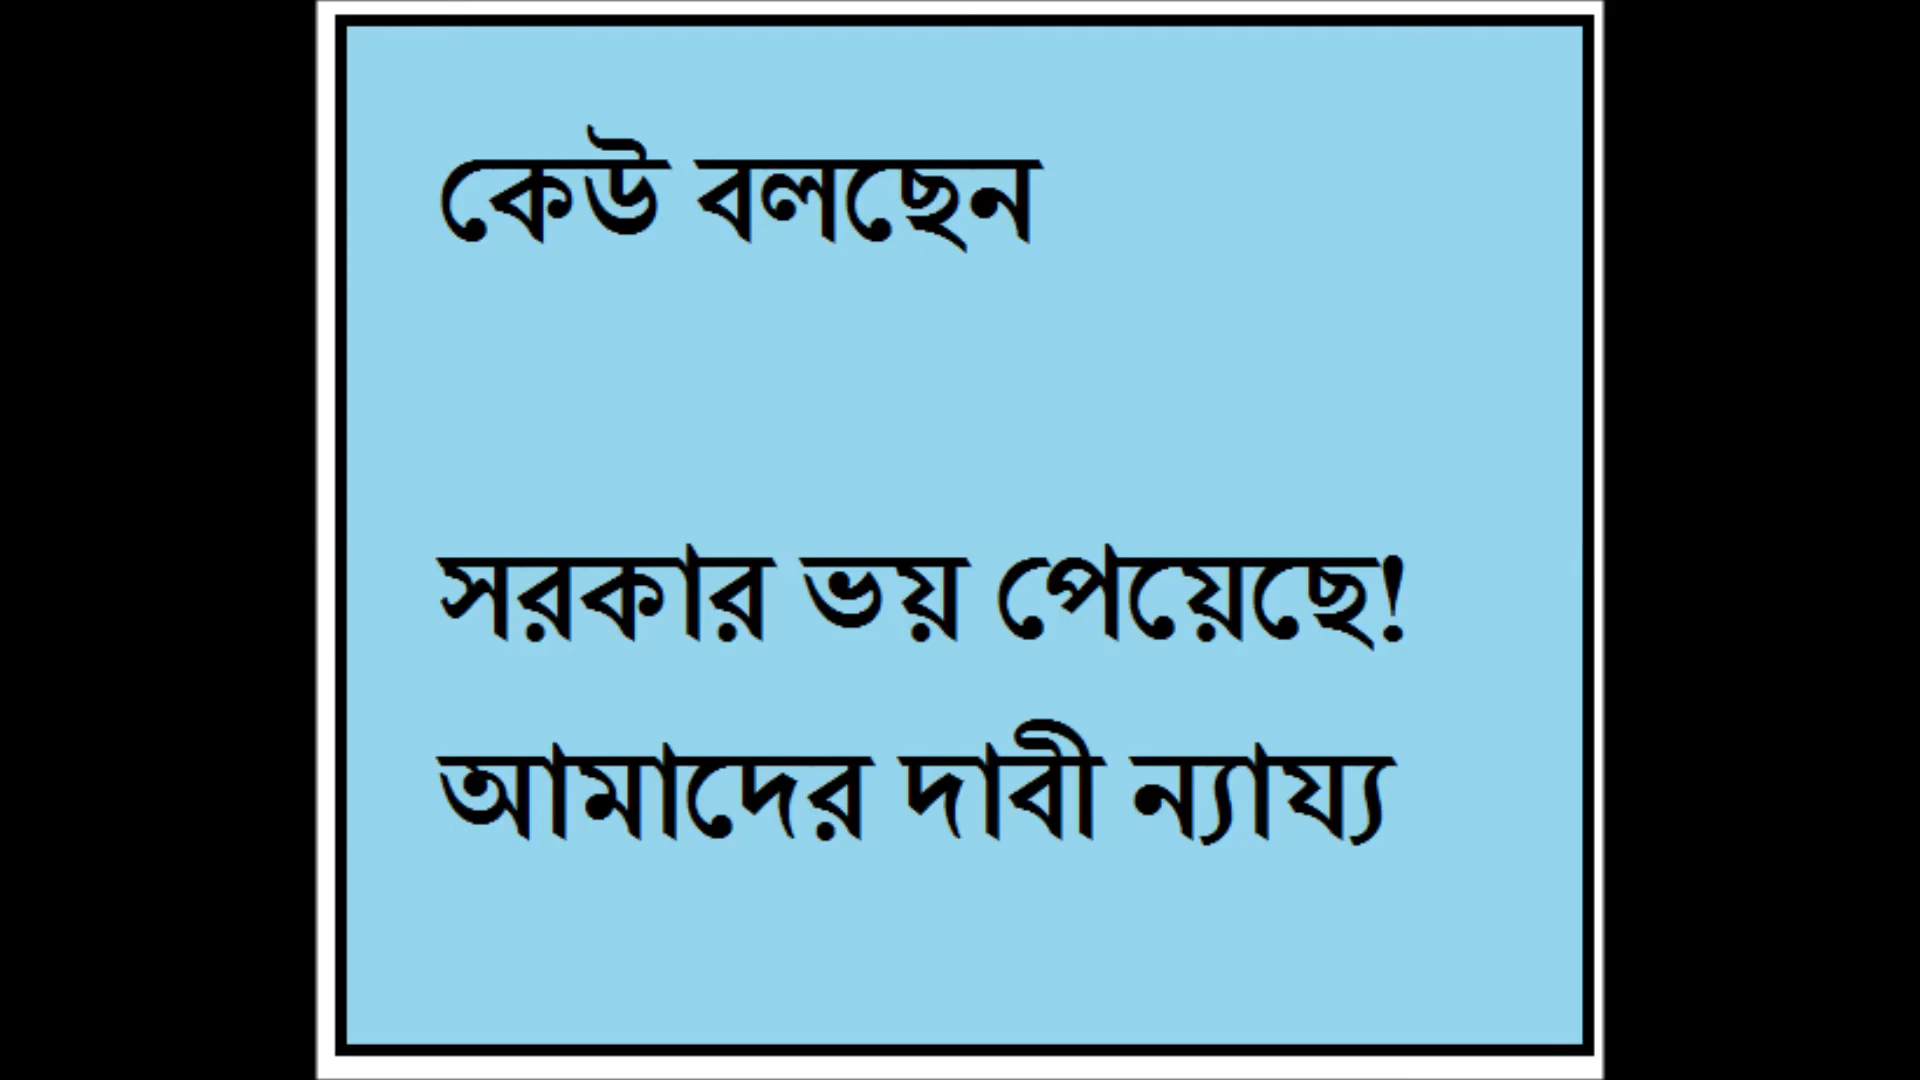 কেউ বলছেন
সরকার ভয় পেয়েছে!
আমাদের দাবী ন্যায্য